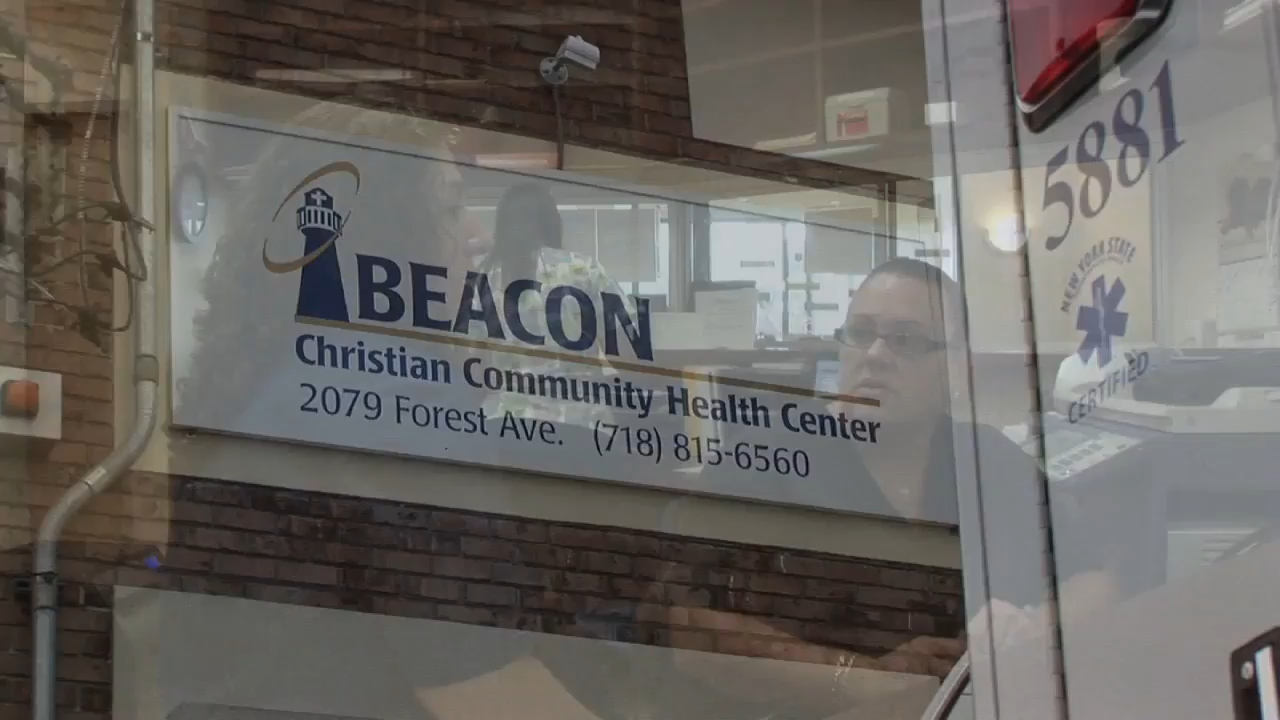 BEACON
Christian Community Health Center
2079 Forest Ave. (718) 815-6560
5881
NEW YORK STATE
CERTIFIED